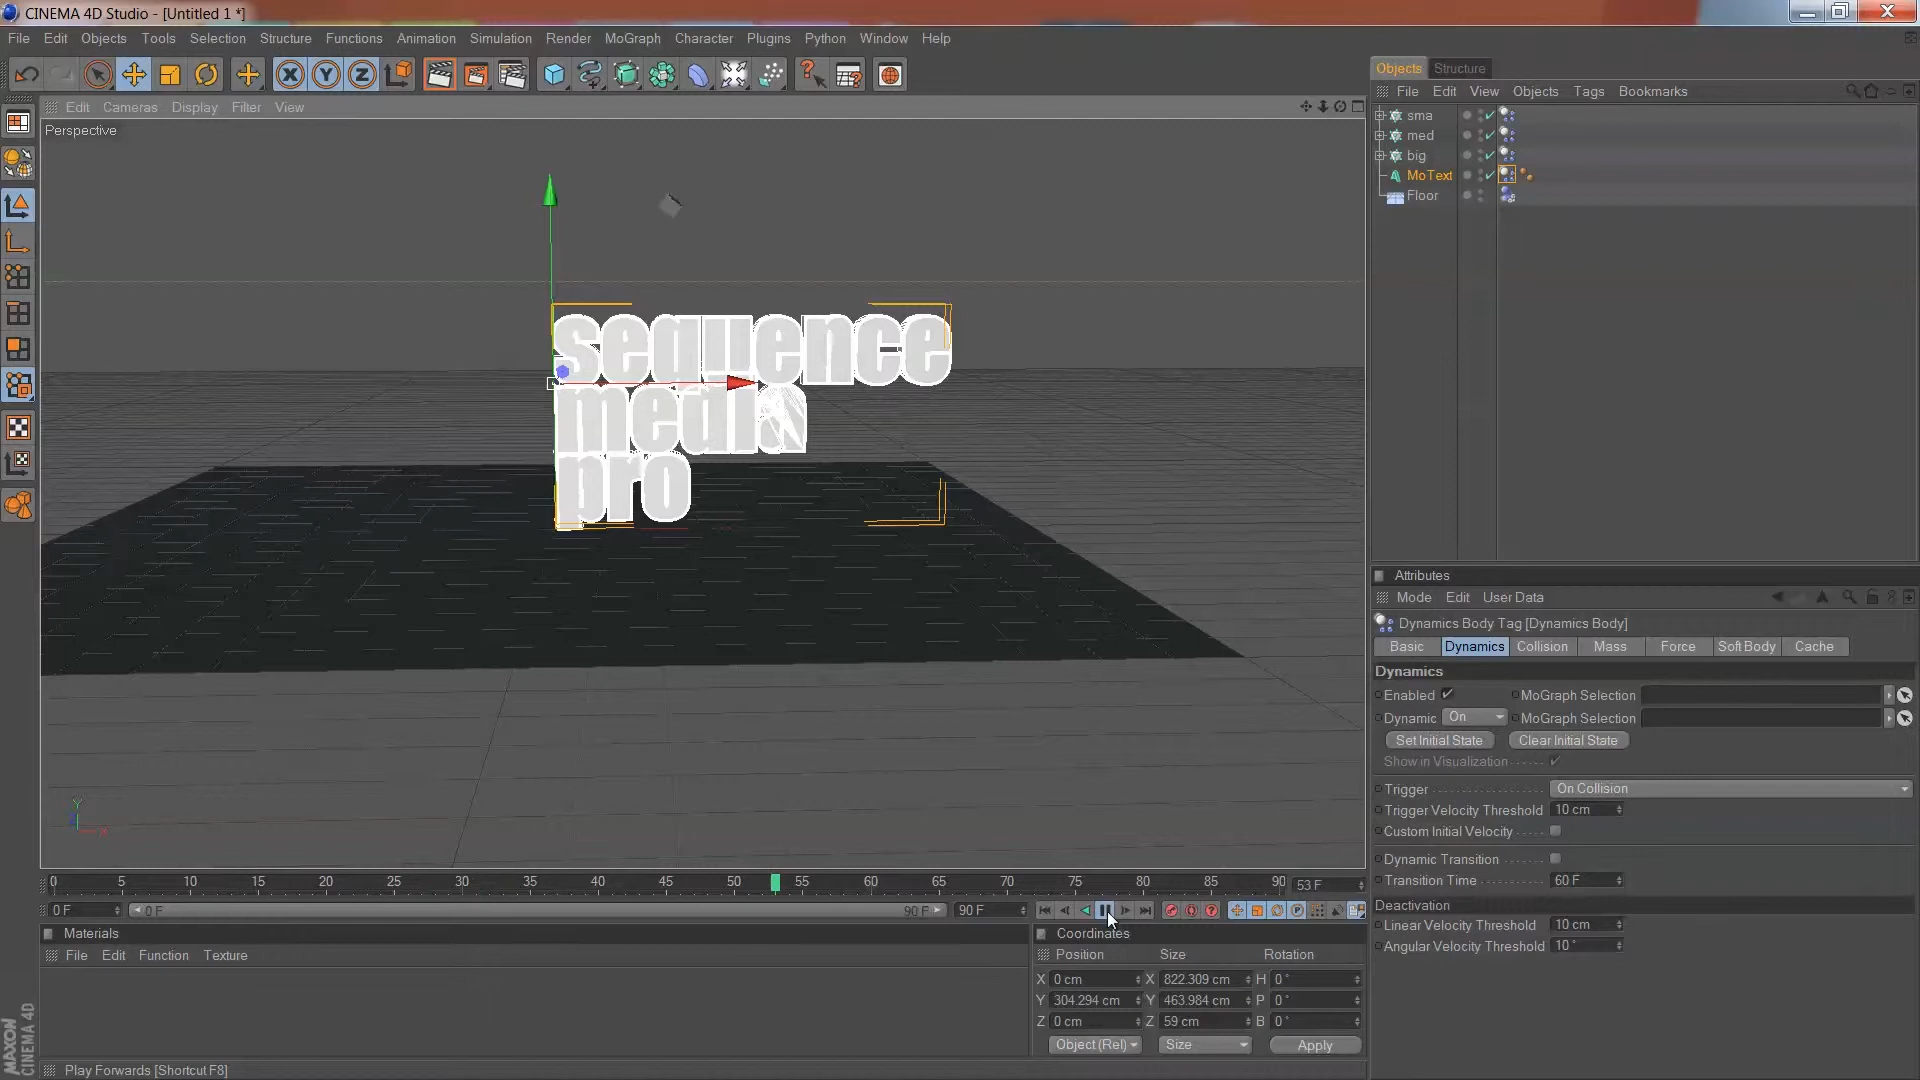 CINEMA 4D Studio - [Untitled 1 *]
File Edit Objects Tools Selection Structure Functions Animation Simulation Render MoGraph Character Plugins Python Window Help
Edit Cameras Display Filter View
Perspective
sequence
media
pro
Y
X
0 5 10 15 20 25 30 35 40 45 50 55 60 65 70 75 80 85 90 53 F
0 F 0 F 90 F 90 F
Materials
File Edit Function Texture
Coordinates
Position Size Rotation
X 0 cm X 822.309 cm H 0 °
Y 304.294 cm Y 463.984 cm P 0 °
Z 0 cm Z 59 cm B 0 °
Object (Rel) Size Apply
MAXON
CINEMA 4D
Play Forwards [Shortcut F8]
Objects Structure
File Edit View Objects Tags Bookmarks
sma
med
big
MoText
Floor
Attributes
Mode Edit User Data
Dynamics Body Tag [Dynamics Body]
Basic Dynamics Collision Mass Force Soft Body Cache
Dynamics
Enabled MoGraph Selection
Dynamic On MoGraph Selection
Set Initial State Clear Initial State
Show in Visualization
Trigger On Collision
Trigger Velocity Threshold 10 cm
Custom Initial Velocity
Dynamic Transition
Transition Time 60 F
Deactivation
Linear Velocity Threshold 10 cm
Angular Velocity Threshold 10 °